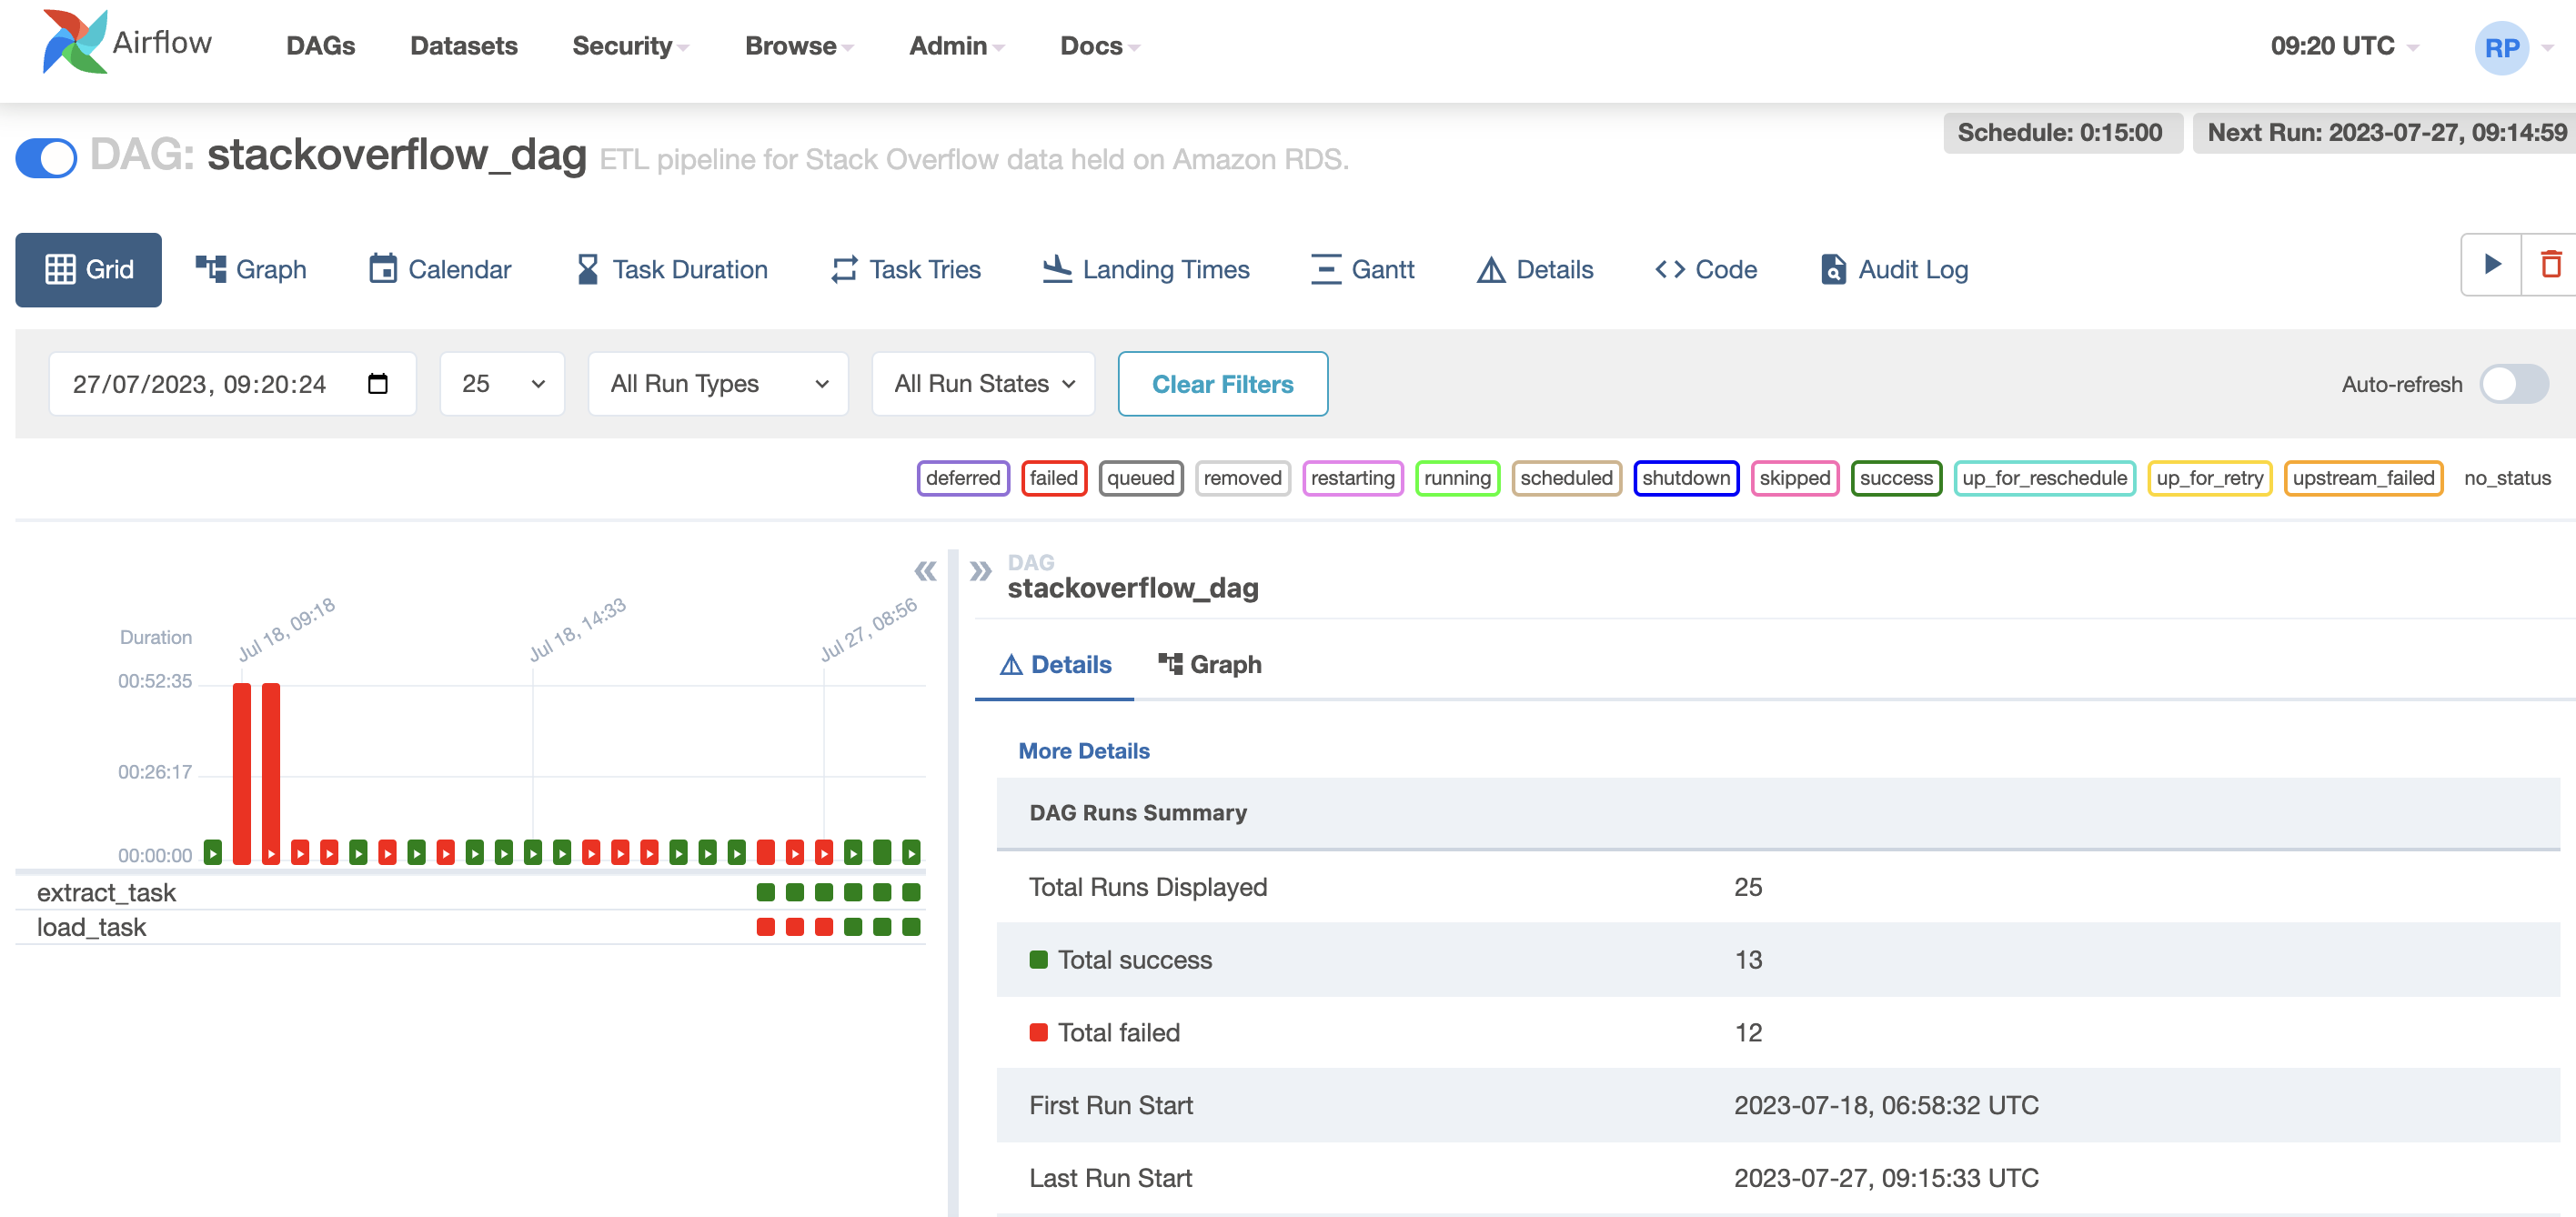 Airflow DAGs Datasets Security Browse Admin Docs 09:20 UTC RP
Schedule: 0:15:00 Next Run: 2023-07-27, 09:14:59
DAG: stackoverflow_dag ETL pipeline for Stack Overflow data held on Amazon RDS.
Grid Graph Calendar Task Duration Task Tries Landing Times Gantt Details Code Audit Log
27/07/2023, 09:20:24 25 All Run Types All Run States Clear Filters Auto-refresh
deferred failed queued removed restarting running scheduled shutdown skipped success up_for_reschedule up_for_retry upstream_failed no_status
Jul 18, 09:18 Jul 18, 14:33 Jul 27, 08:56
Duration
00:52:35
00:26:17
00:00:00
extract_task
load_task
DAG
stackoverflow_dag
Details Graph
More Details
DAG Runs Summary
Total Runs Displayed 25
Total success 13
Total failed 12
First Run Start 2023-07-18, 06:58:32 UTC
Last Run Start 2023-07-27, 09:15:33 UTC